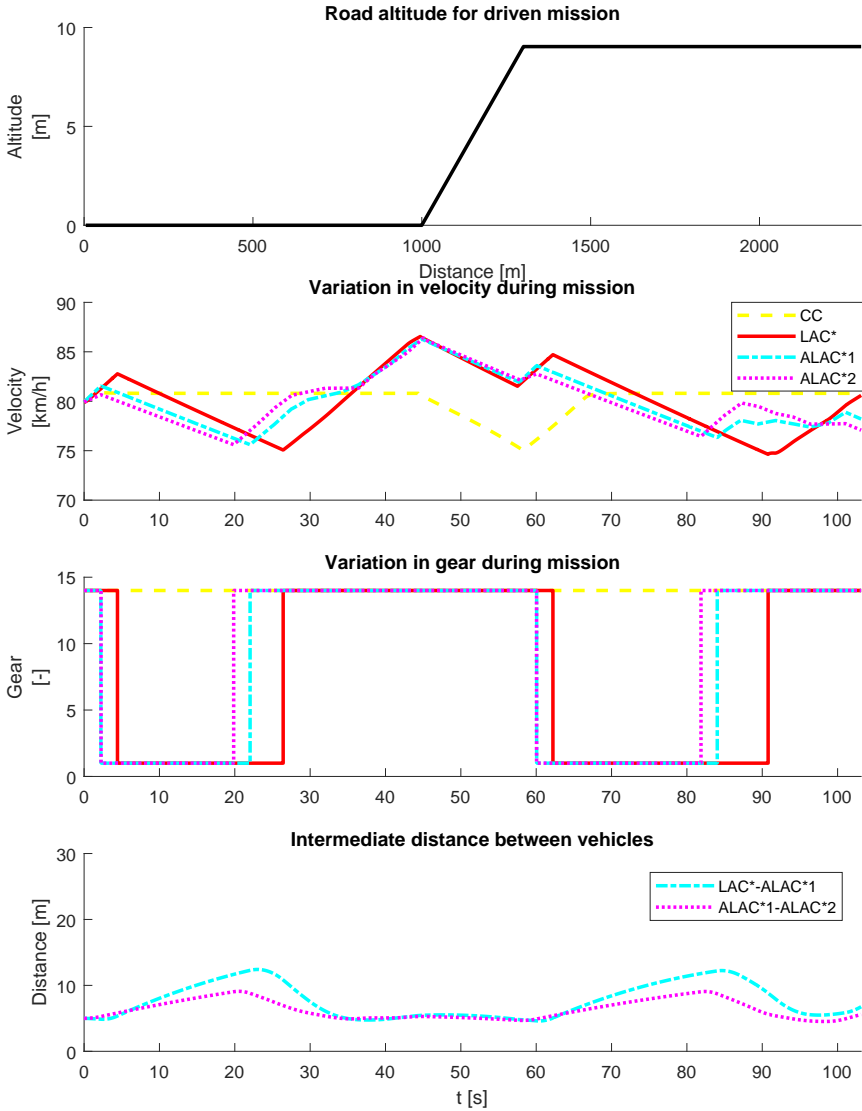 Road altitude for driven mission
10
5
0
Altitude
[m]
0 500 1000 1500 2000
Distance [m]
Variation in velocity during mission
90
85
80
75
70
Velocity
[km/h]
CC
LAC*
ALAC*1
ALAC*2
0 10 20 30 40 50 60 70 80 90 100
Variation in gear during mission
15
10
5
0
Gear
[-]
0 10 20 30 40 50 60 70 80 90 100
Intermediate distance between vehicles
30
20
10
0
Distance [m]
LAC*-ALAC*1
ALAC*1-ALAC*2
0 10 20 30 40 50 60 70 80 90 100
t [s]